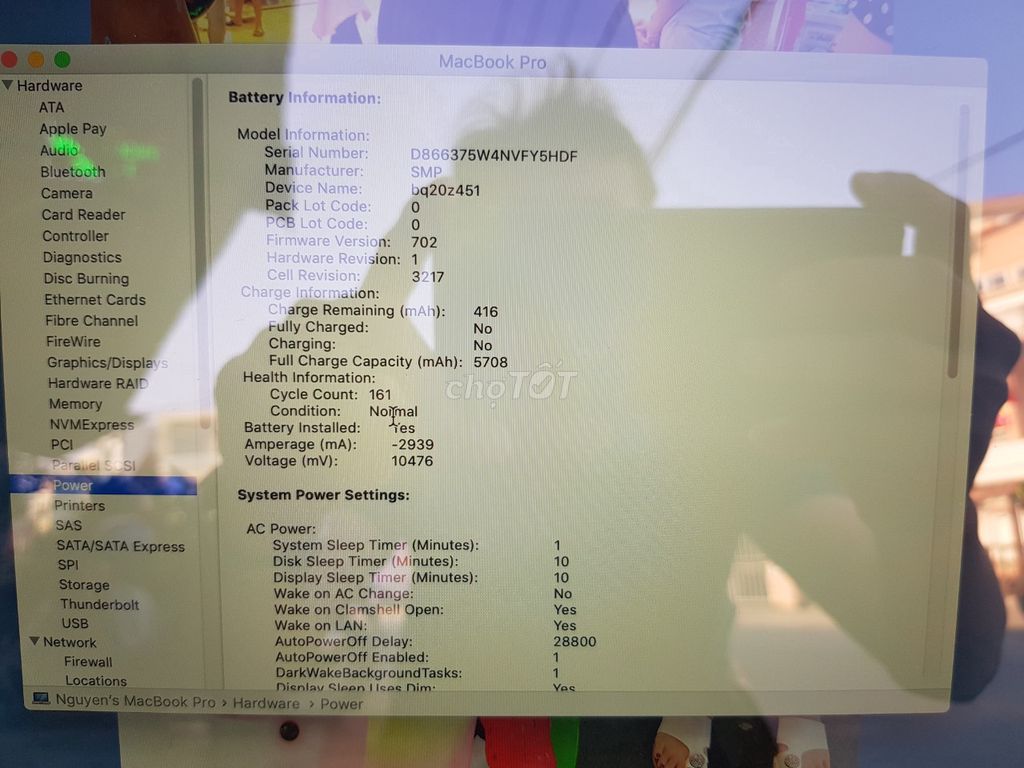 MacBook Pro
Hardware
ATA
Apple Pay
Audio
Bluetooth
Camera
Card Reader
Controller
Diagnostics
Disc Burning
Ethernet Cards
Fibre Channel
FireWire
Graphics/Displays
Hardware RAID
Memory
NVMExpress
PCI
Parallel SCSI
Power
Printers
SAS
SATA/SATA Express
SPI
Storage
Thunderbolt
USB
Network
Firewall
Locations
Battery Information:
Model Information:
Serial Number: D866375W4NVFY5HDF
Manufacturer: SMP
Device Name: bq20z451
Pack Lot Code: 0
PCB Lot Code: 0
Firmware Version: 702
Hardware Revision: 1
Cell Revision: 3217
Charge Information:
Charge Remaining (mAh): 416
Fully Charged: No
Charging: No
Full Charge Capacity (mAh): 5708
Health Information:
Cycle Count: 161
Condition: Normal
Battery Installed: Yes
Amperage (mA): -2939
Voltage (mV): 10476
System Power Settings:
AC Power:
System Sleep Timer (Minutes): 1
Disk Sleep Timer (Minutes): 10
Display Sleep Timer (Minutes): 10
Wake on AC Change: No
Wake on Clamshell Open: Yes
Wake on LAN: Yes
AutoPowerOff Delay: 28800
AutoPowerOff Enabled: 1
DarkWakeBackgroundTasks: 1
Display Sleep Uses Dim: Yes
Nguyen's MacBook Pro › Hardware › Power
chợTỐT